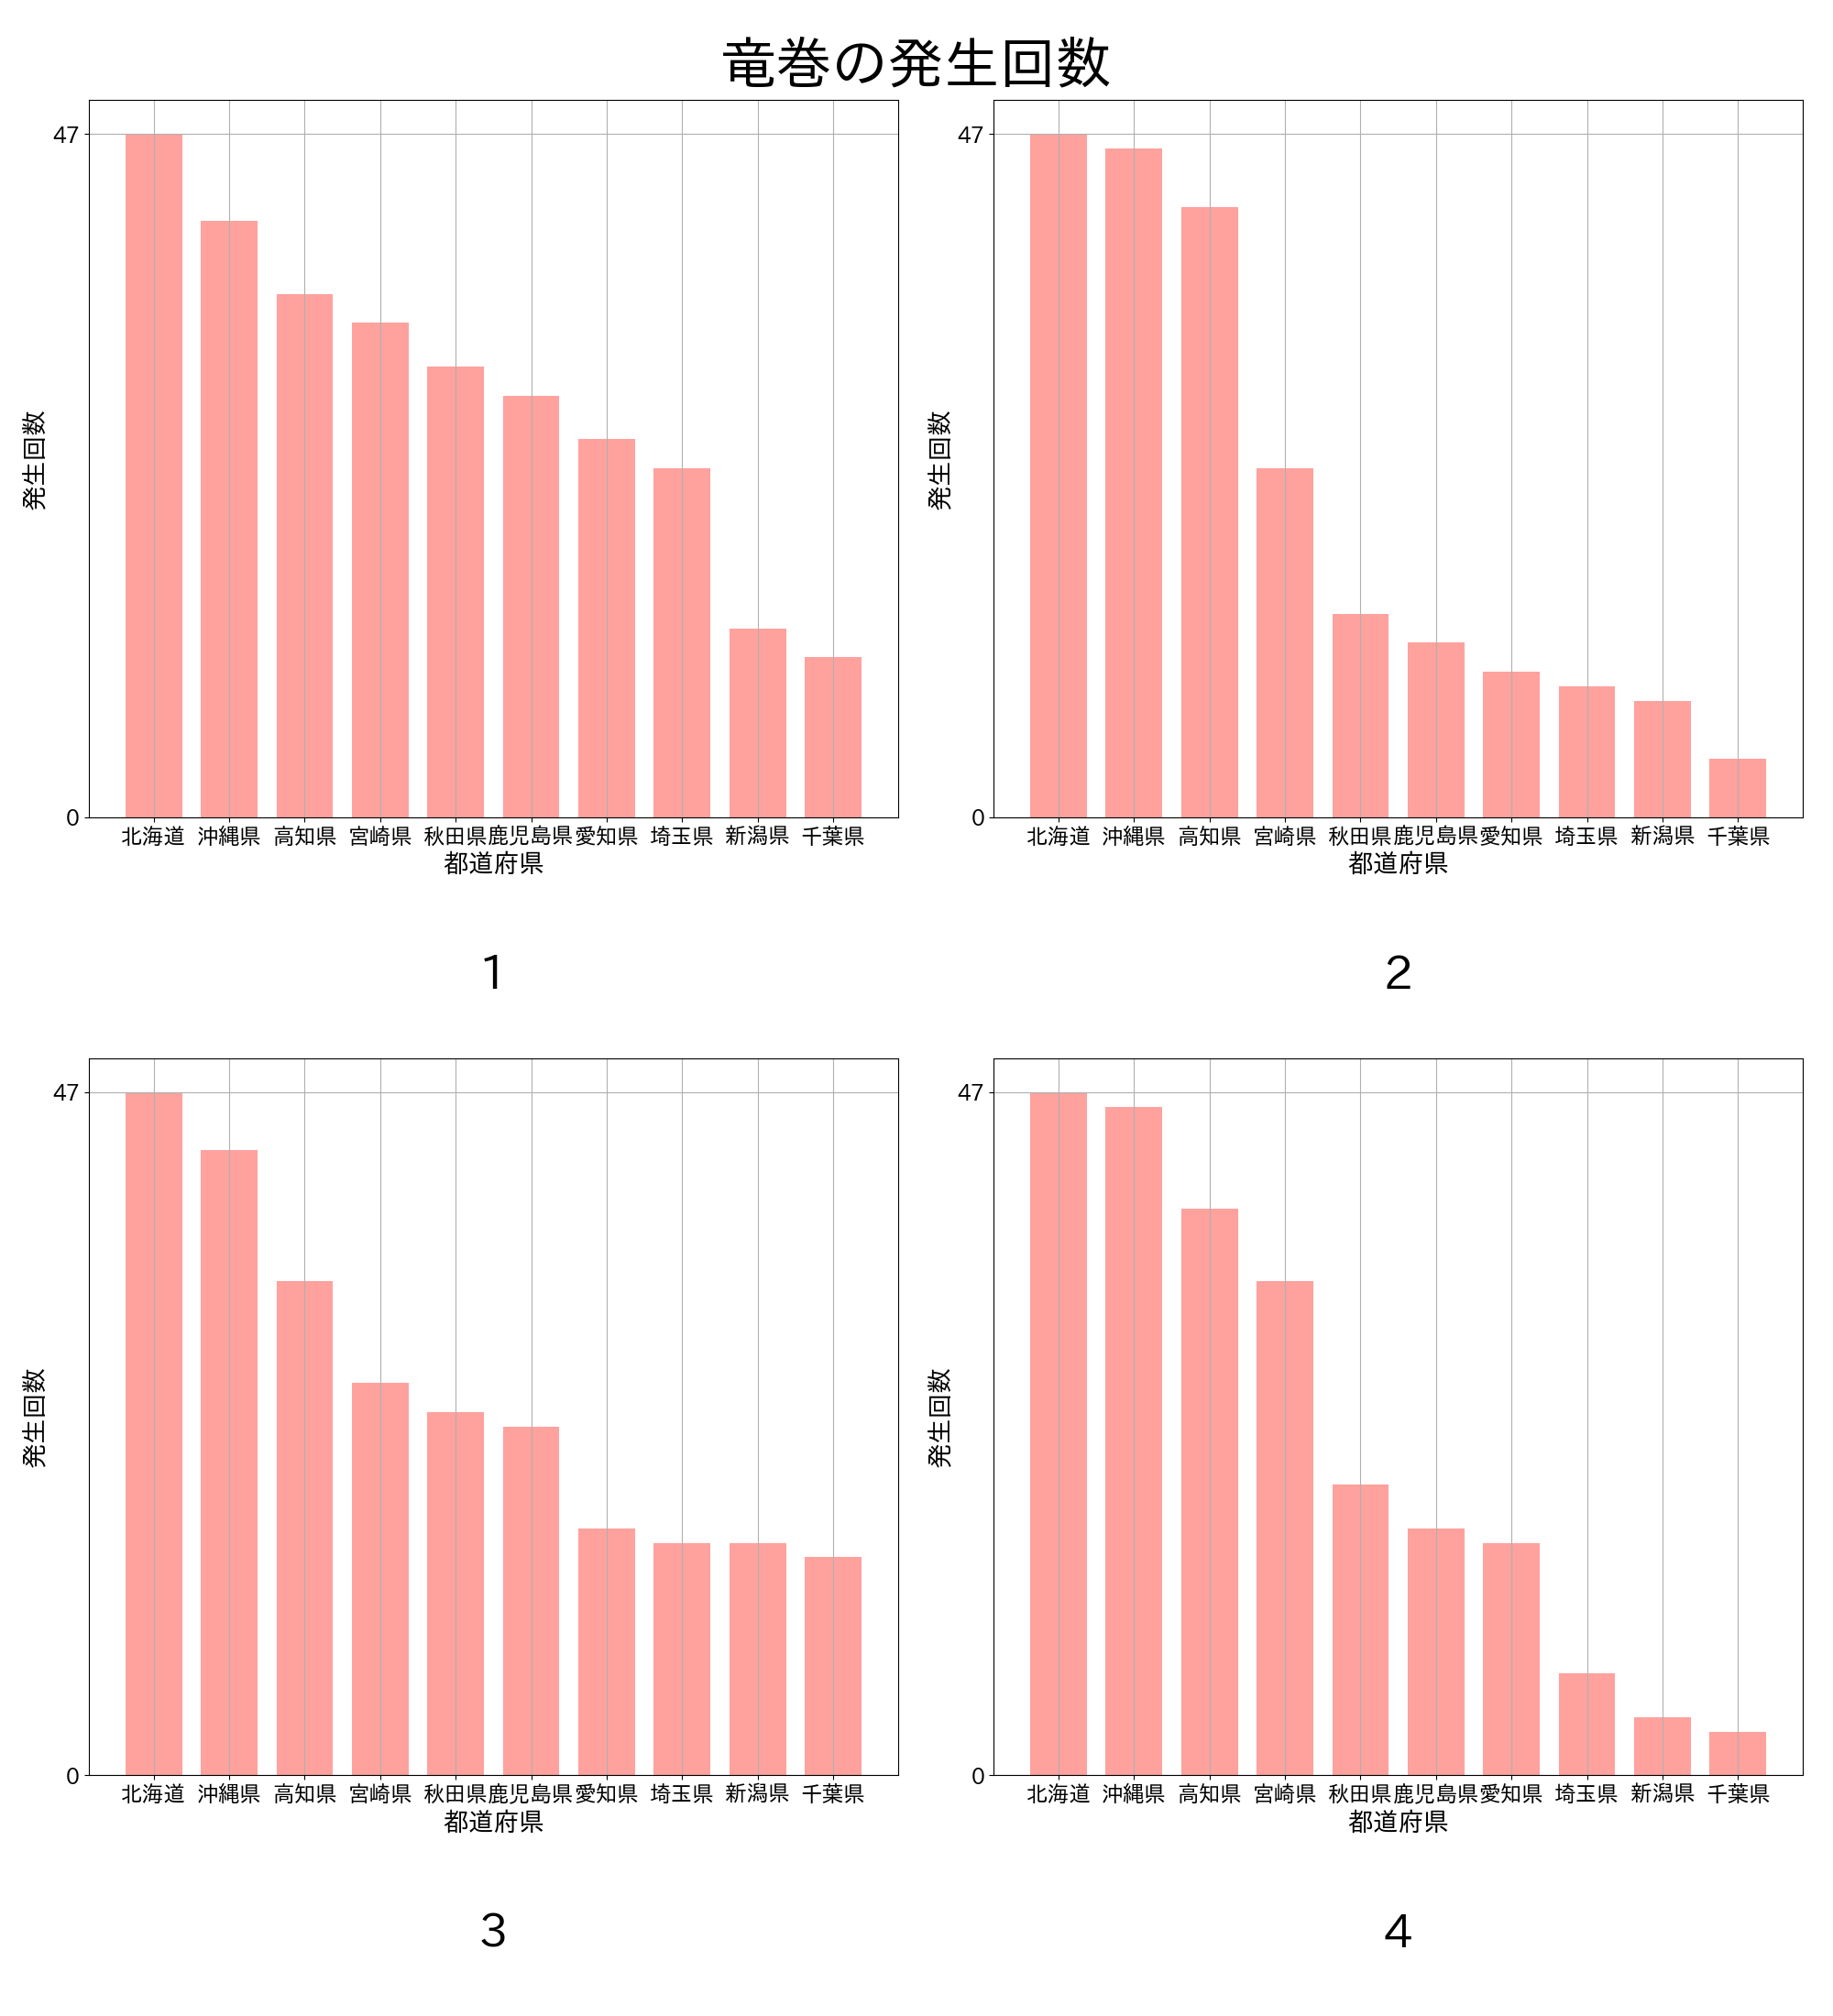 竜巻の発生回数
47
0
発生回数
北海道 沖縄県 高知県 宮崎県 秋田県 鹿児島県 愛知県 埼玉県 新潟県 千葉県
都道府県
1
47
0
発生回数
北海道 沖縄県 高知県 宮崎県 秋田県 鹿児島県 愛知県 埼玉県 新潟県 千葉県
都道府県
2
47
0
発生回数
北海道 沖縄県 高知県 宮崎県 秋田県 鹿児島県 愛知県 埼玉県 新潟県 千葉県
都道府県
3
47
0
発生回数
北海道 沖縄県 高知県 宮崎県 秋田県 鹿児島県 愛知県 埼玉県 新潟県 千葉県
都道府県
4